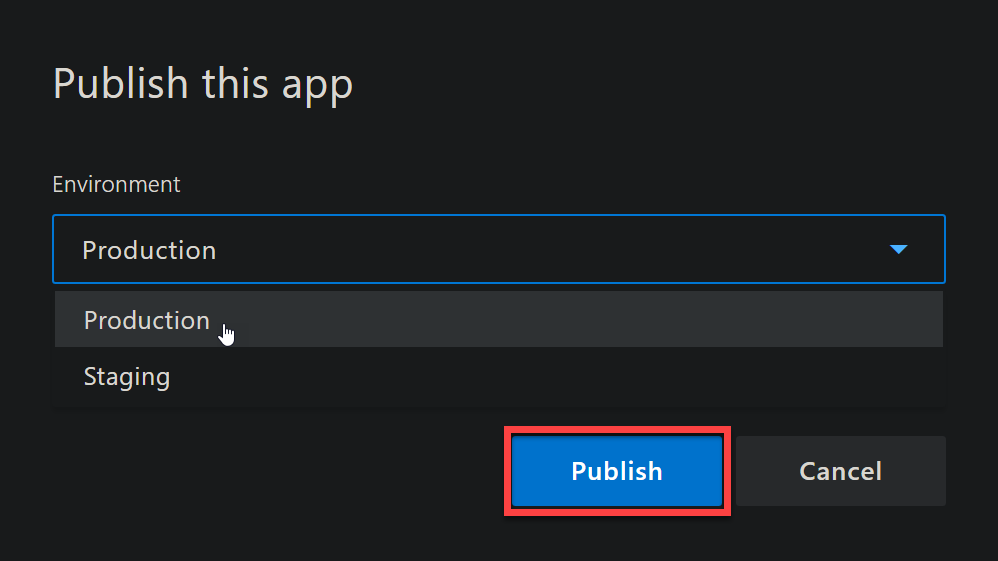 Publish this app
Environment
Production
Production
Staging
Publish
Cancel